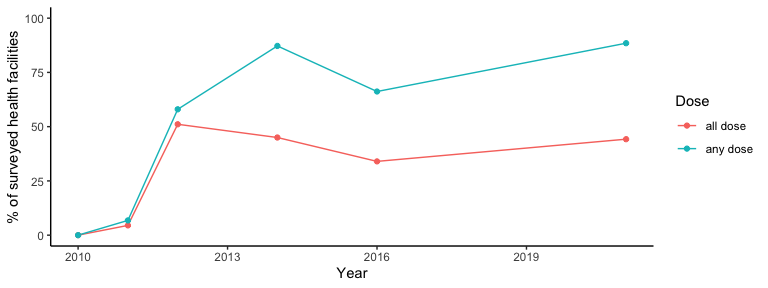 100
75
50
25
0
% of surveyed health facilities
2010
2013
2016
2019
Year
Dose
all dose
any dose